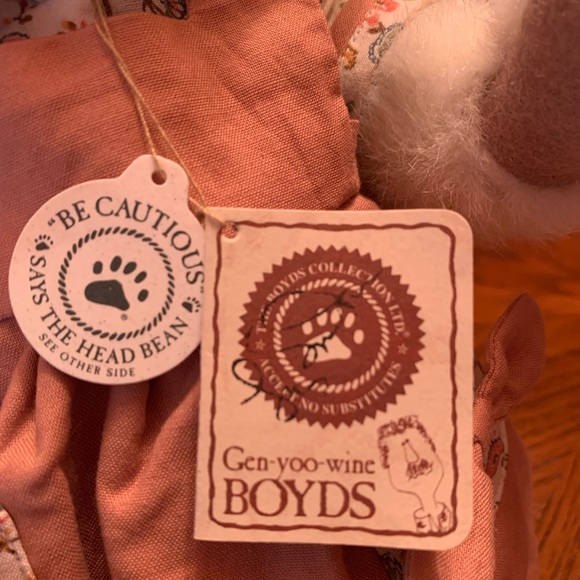 "BE CAUTIOUS"
SAYS THE HEAD BEAN
SEE OTHER SIDE
BOYDS COLLECTION LTD.
ACCEPT NO SUBSTITUTES
Gen-yoo-wine
BOYDS